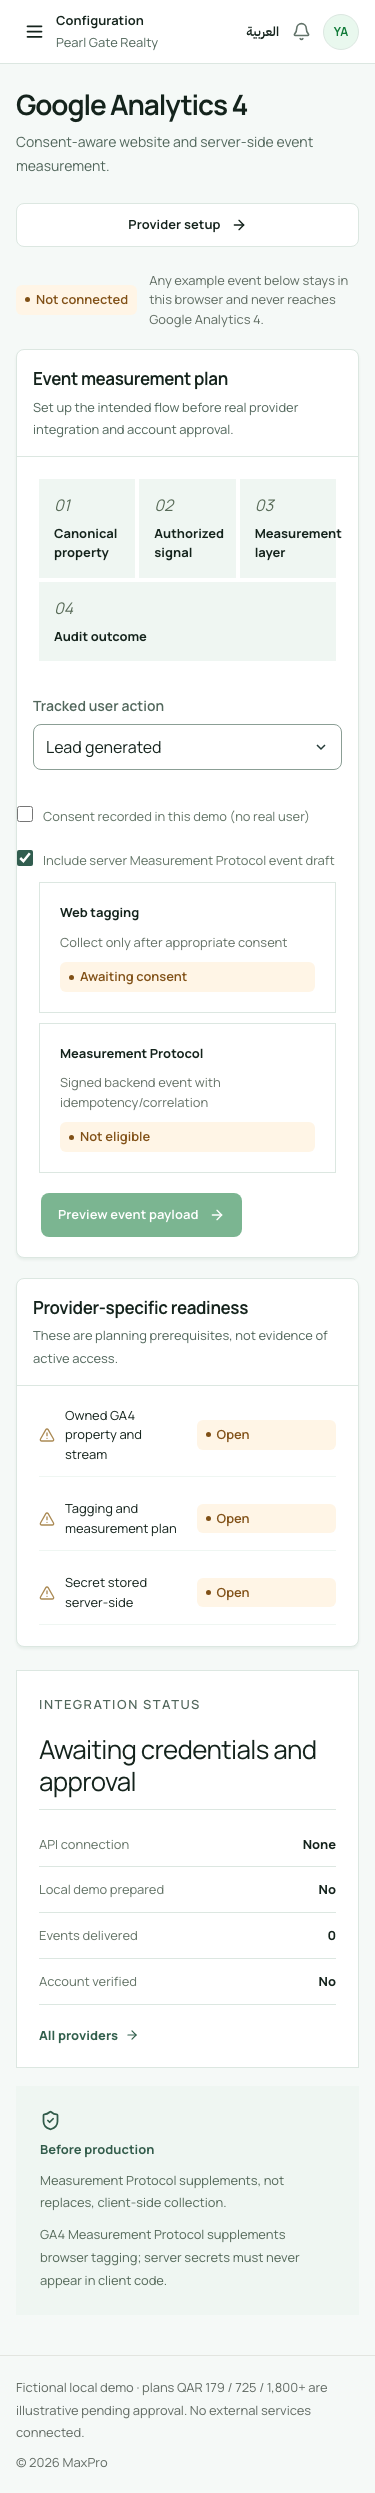 Configuration
Pearl Gate Realty
العربية
YA
Google Analytics 4
Consent-aware website and server-side event
measurement.
Provider setup
Not connected
Any example event below stays in
this browser and never reaches
Google Analytics 4.
Event measurement plan
Set up the intended flow before real provider
integration and account approval.
01
Canonical
property
02
Authorized
signal
03
Measurement
layer
04
Audit outcome
Tracked user action
Lead generated
Consent recorded in this demo (no real user)
Include server Measurement Protocol event draft
Web tagging
Collect only after appropriate consent
Awaiting consent
Measurement Protocol
Signed backend event with
idempotency/correlation
Not eligible
Preview event payload
Provider-specific readiness
These are planning prerequisites, not evidence of
active access.
Owned GA4
property and
stream
Open
Tagging and
measurement plan
Open
Secret stored
server-side
Open
INTEGRATION STATUS
Awaiting credentials and
approval
API connection None
Local demo prepared No
Events delivered 0
Account verified No
All providers
Before production
Measurement Protocol supplements, not
replaces, client-side collection.
GA4 Measurement Protocol supplements
browser tagging; server secrets must never
appear in client code.
Fictional local demo · plans QAR 179 / 725 / 1,800+ are
illustrative pending approval. No external services
connected.
© 2026 MaxPro